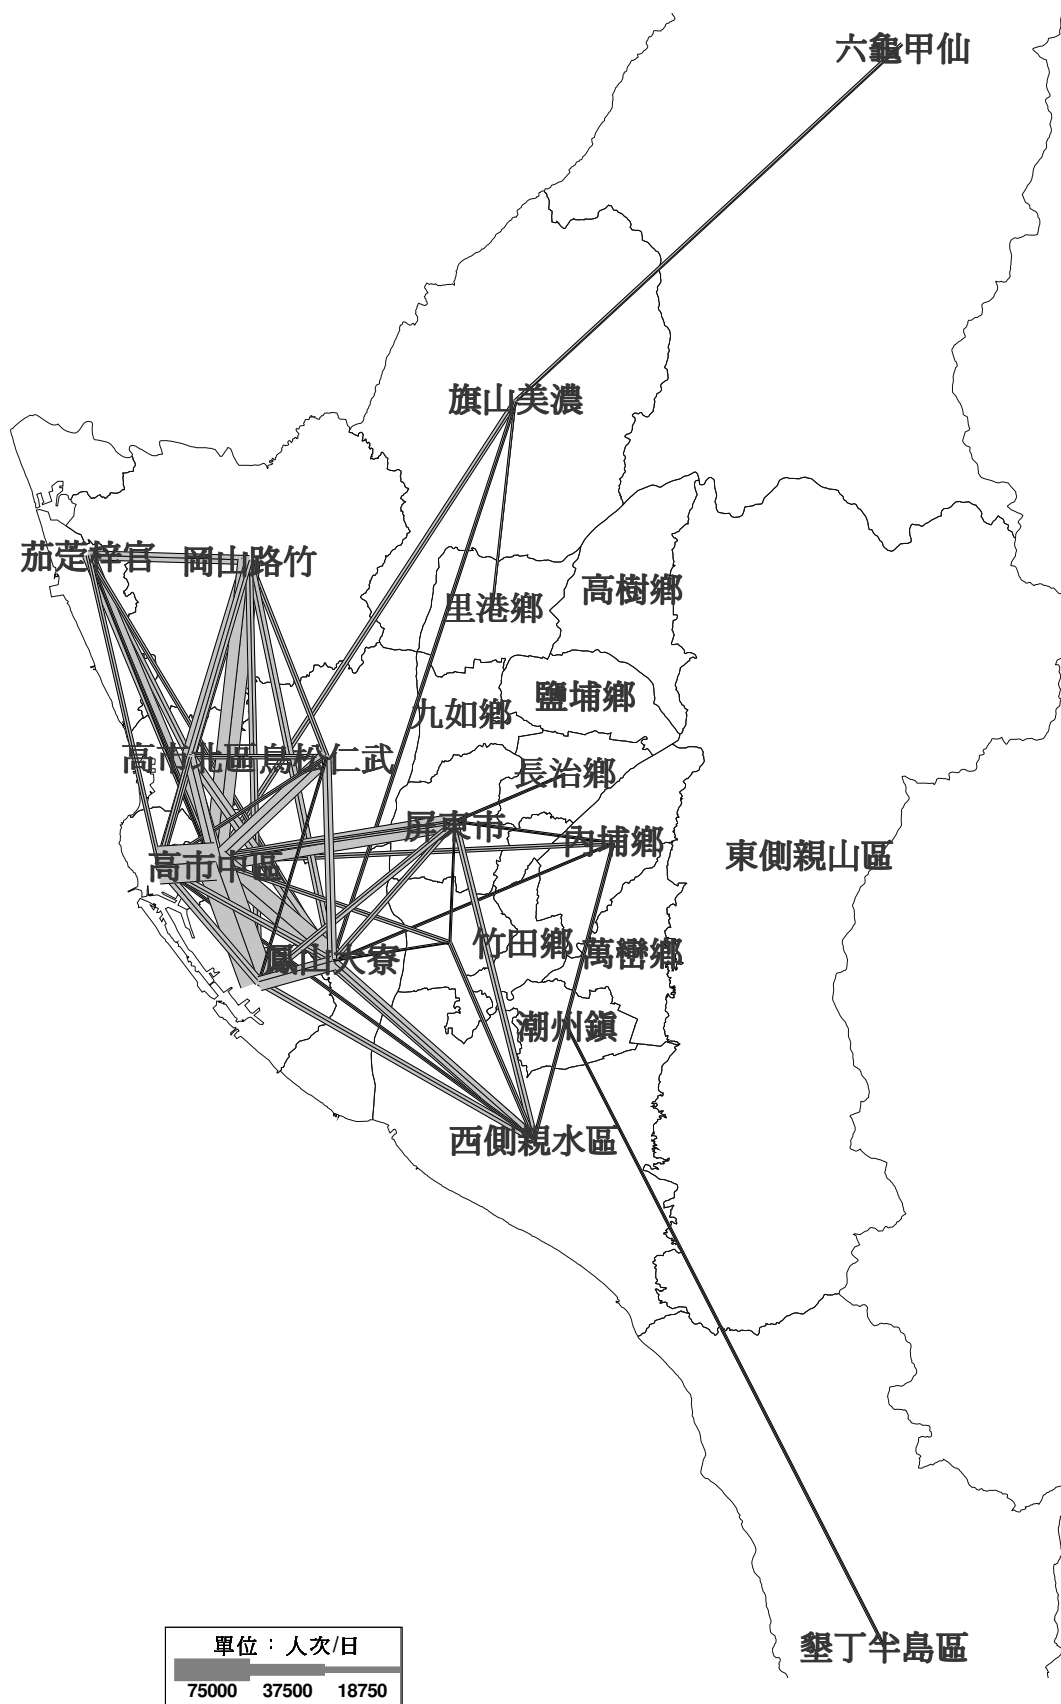 六龜甲仙
旗山美濃
茄萣梓官
岡山路竹
里港鄉
高樹鄉
九如鄉
鹽埔鄉
高市北區
鳥松仁武
長治鄉
屏東市
內埔鄉
高市中區
東側親山區
鳳山大寮
竹田鄉
萬巒鄉
潮州鎮
西側親水區
墾丁半島區
單位：人次/日
75000 37500 18750